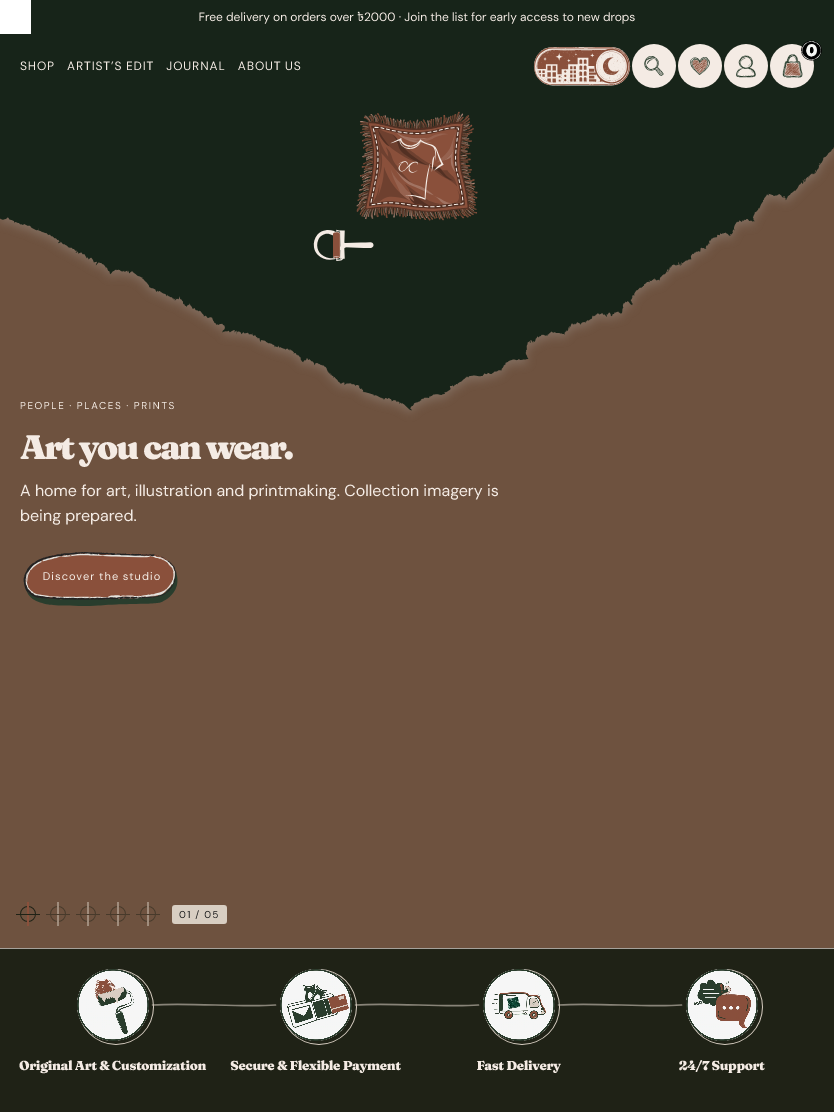 Free delivery on orders over ৳2000 · Join the list for early access to new drops
SHOP ARTIST’S EDIT JOURNAL ABOUT US
0
OC
PEOPLE · PLACES · PRINTS
Art you can wear.
A home for art, illustration and printmaking. Collection imagery is
being prepared.
Discover the studio
01 / 05
Original Art & Customization Secure & Flexible Payment Fast Delivery 24/7 Support